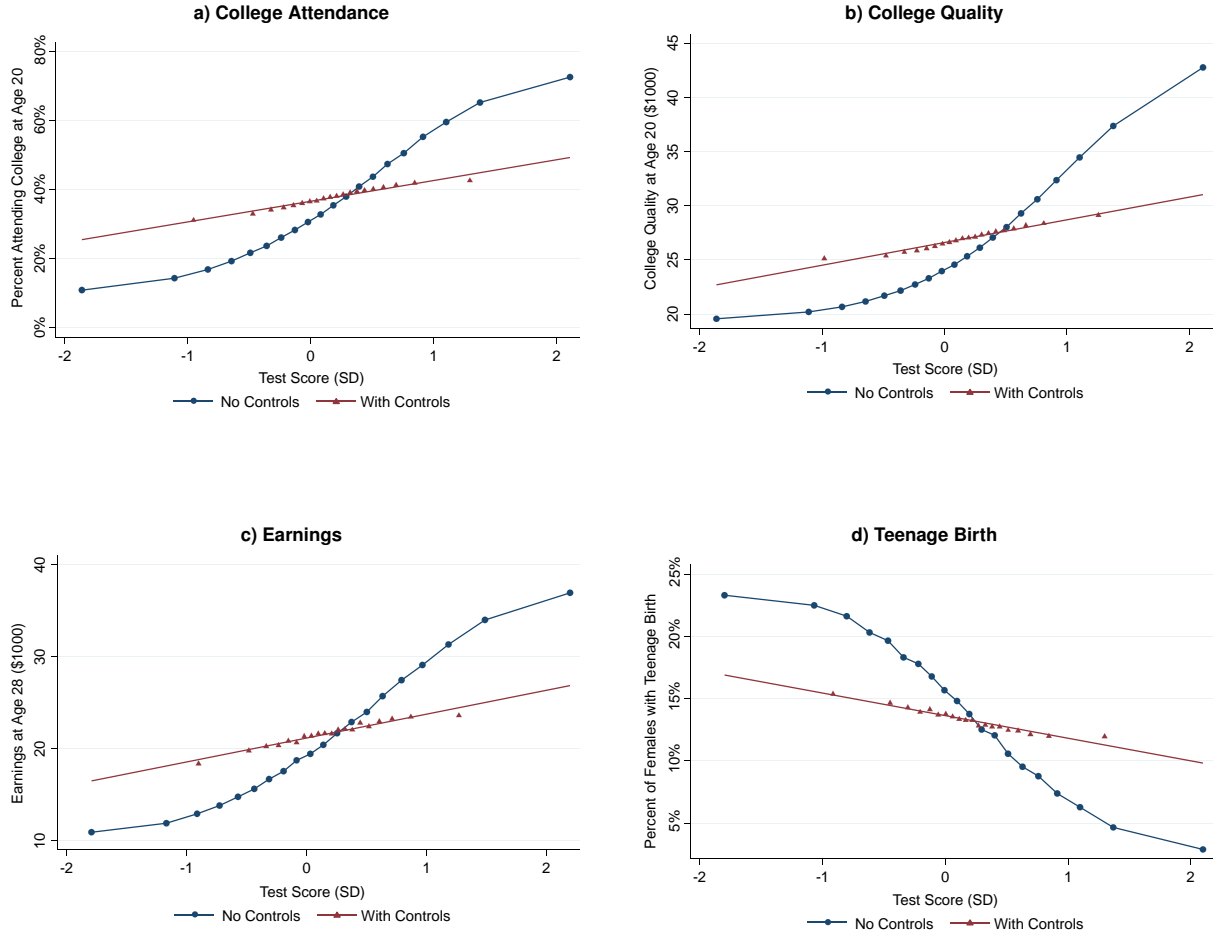 a) College Attendance
Percent Attending College at Age 20
80%
60%
40%
20%
0%
-2 -1 0 1 2
Test Score (SD)
No Controls With Controls
b) College Quality
College Quality at Age 20 ($1000)
45
40
35
30
25
20
-2 -1 0 1 2
Test Score (SD)
No Controls With Controls
c) Earnings
Earnings at Age 28 ($1000)
40
30
20
10
-2 -1 0 1 2
Test Score (SD)
No Controls With Controls
d) Teenage Birth
Percent of Females with Teenage Birth
25%
20%
15%
10%
5%
-2 -1 0 1 2
Test Score (SD)
No Controls With Controls